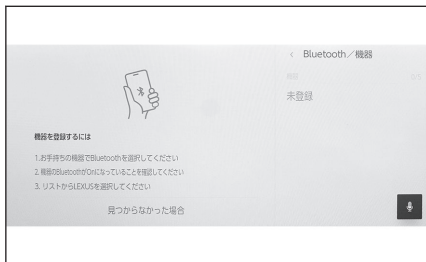 ‹ Bluetooth／機器
未登録
機器を登録するには
1.お手持ちの機器でBluetoothを選択してください
2. 機器のBluetoothがOnになっていることを確認してください
3. リストからLEXUSを選択してください
見つからなかった場合